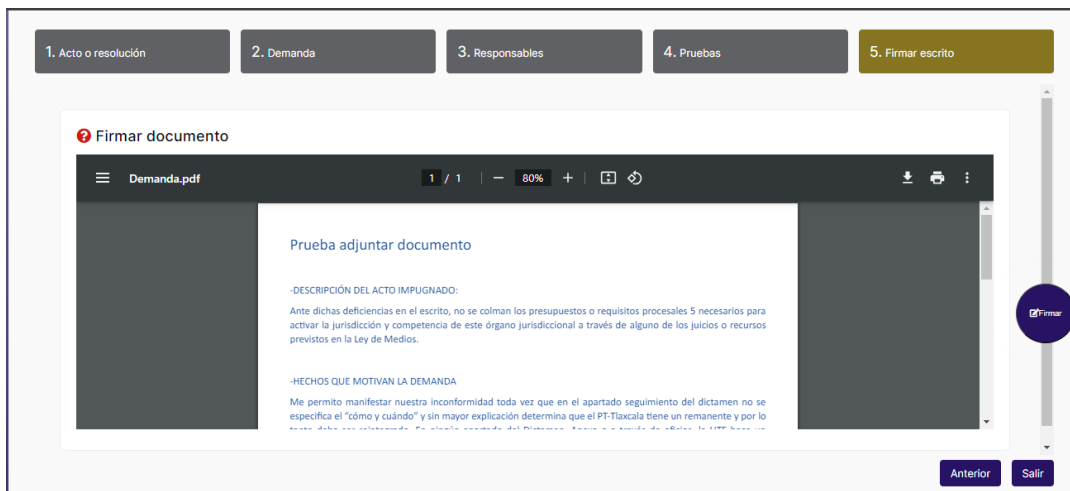 1. Acto o resolución
2. Demanda
3. Responsables
4. Pruebas
5. Firmar escrito
Firmar documento
Demanda.pdf
1 / 1
80%
Prueba adjuntar documento
-DESCRIPCIÓN DEL ACTO IMPUGNADO:
Ante dichas deficiencias en el escrito, no se colman los presupuestos o requisitos procesales 5 necesarios para
activar la jurisdicción y competencia de este órgano jurisdiccional a través de alguno de los juicios o recursos
previstos en la Ley de Medios.
Firmar
-HECHOS QUE MOTIVAN LA DEMANDA
Me permito manifestar nuestra inconformidad toda vez que en el apartado seguimiento del dictamen no se
especifica el "cómo y cuándo" y sin mayor explicación determina que el PT-Tlaxcala tiene un remanente y por lo
Anterior
Salir